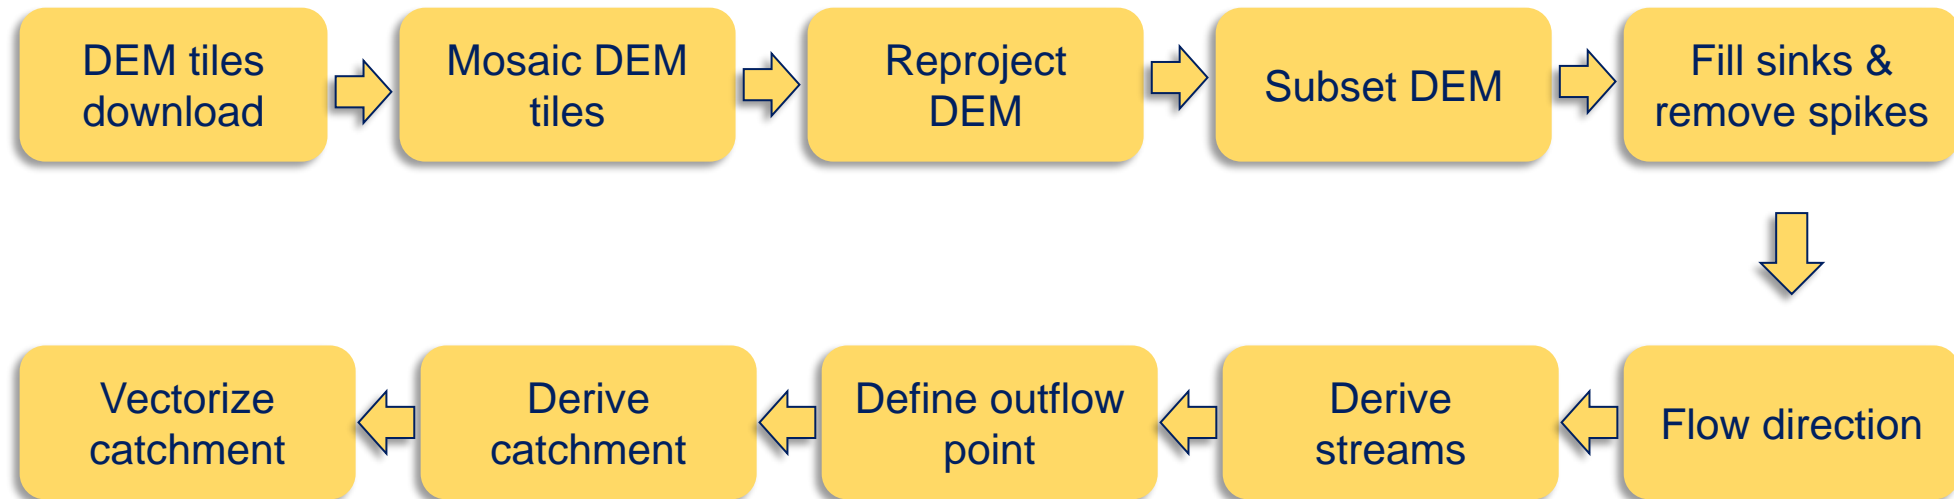 DEM tiles
download
Mosaic DEM
tiles
Reproject
DEM
Subset DEM
Fill sinks &
remove spikes
Flow direction
Derive
streams
Define outflow
point
Derive
catchment
Vectorize
catchment